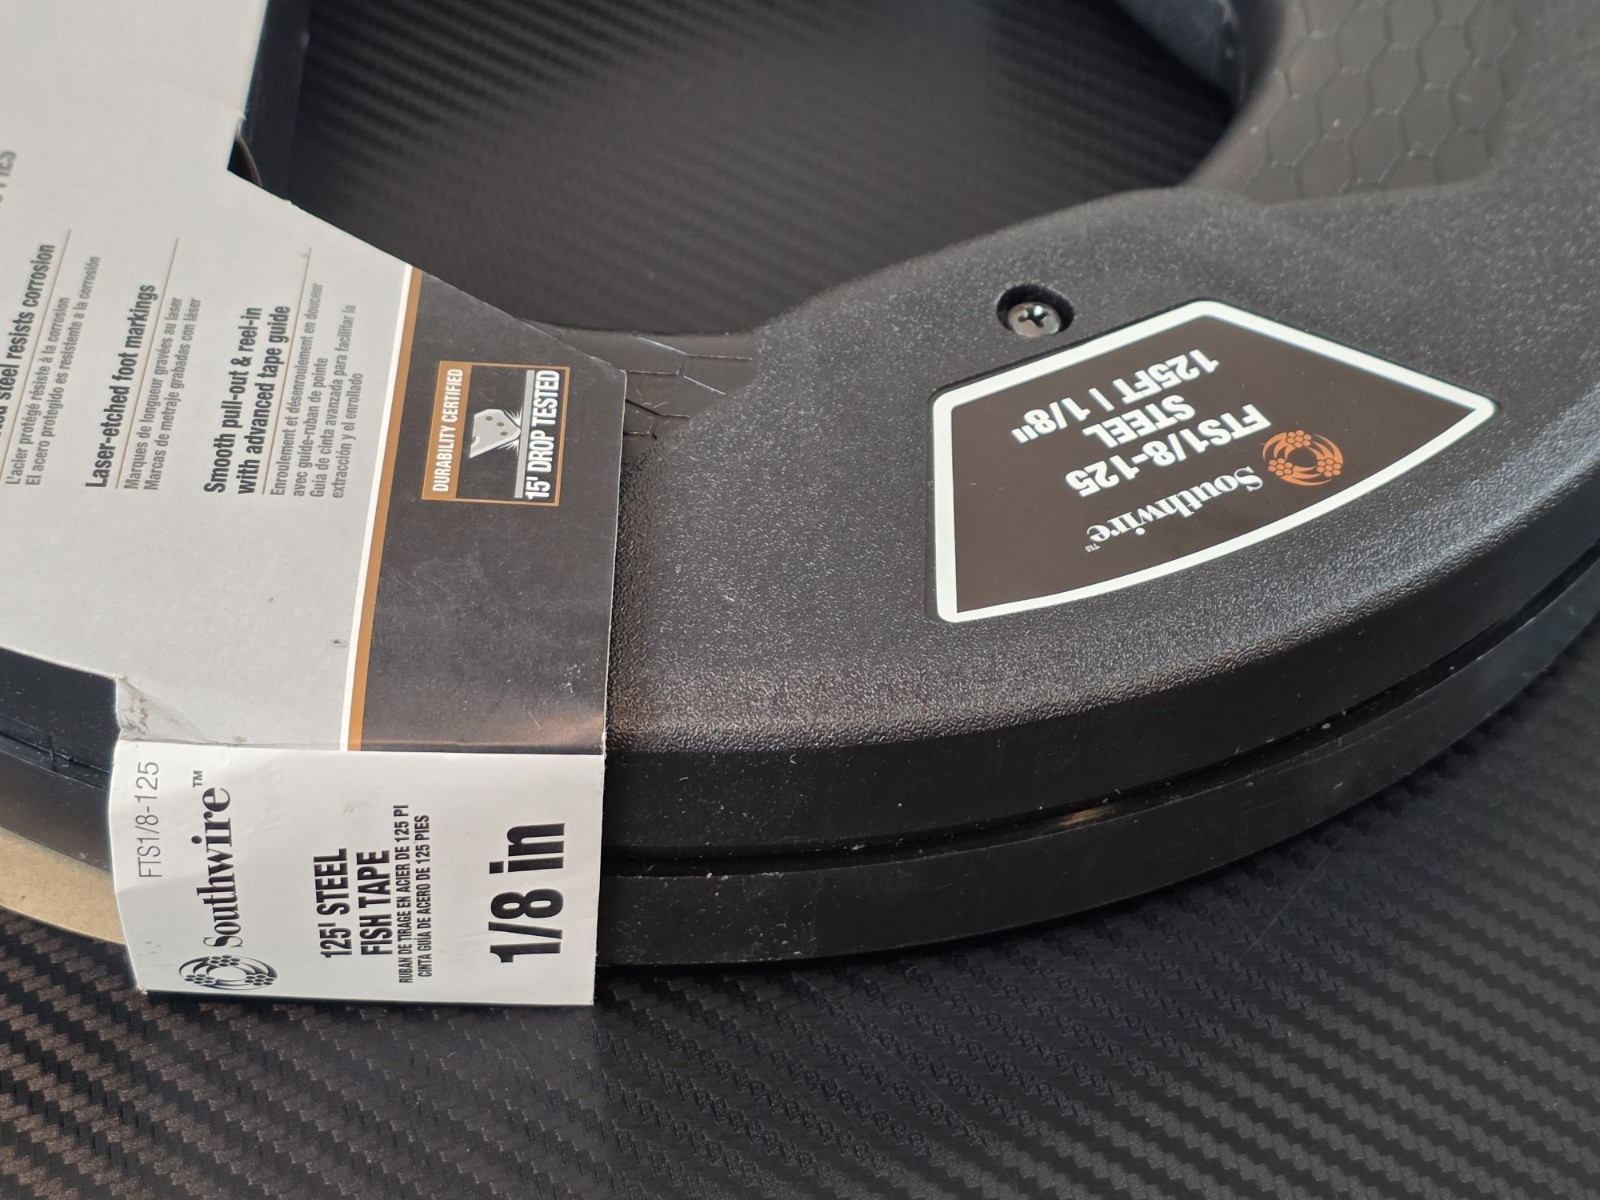 steel resists corrosion
L'acier protégé résiste à la corrosion
El acero protegido es resistente a la corrosión
Laser-etched foot markings
Marques de longueur gravées au laser
Marcas de metraje grabadas con láser
Smooth pull-out & reel-in
with advanced tape guide
Enroulement et désenroulement en douceur
avec guide-ruban de pointe
Guía de cinta avanzada para facilitar la
extracción y el enrollado
DURABILITY CERTIFIED
15' DROP TESTED
FTS1/8-125
Southwire™
125' STEEL
FISH TAPE
RUBAN DE TIRAGE EN ACIER DE 125 PI
CINTA GUÍA DE ACERO DE 125 PIES
1/8 in
Southwire™
FTS1/8-125
STEEL
125FT | 1/8"